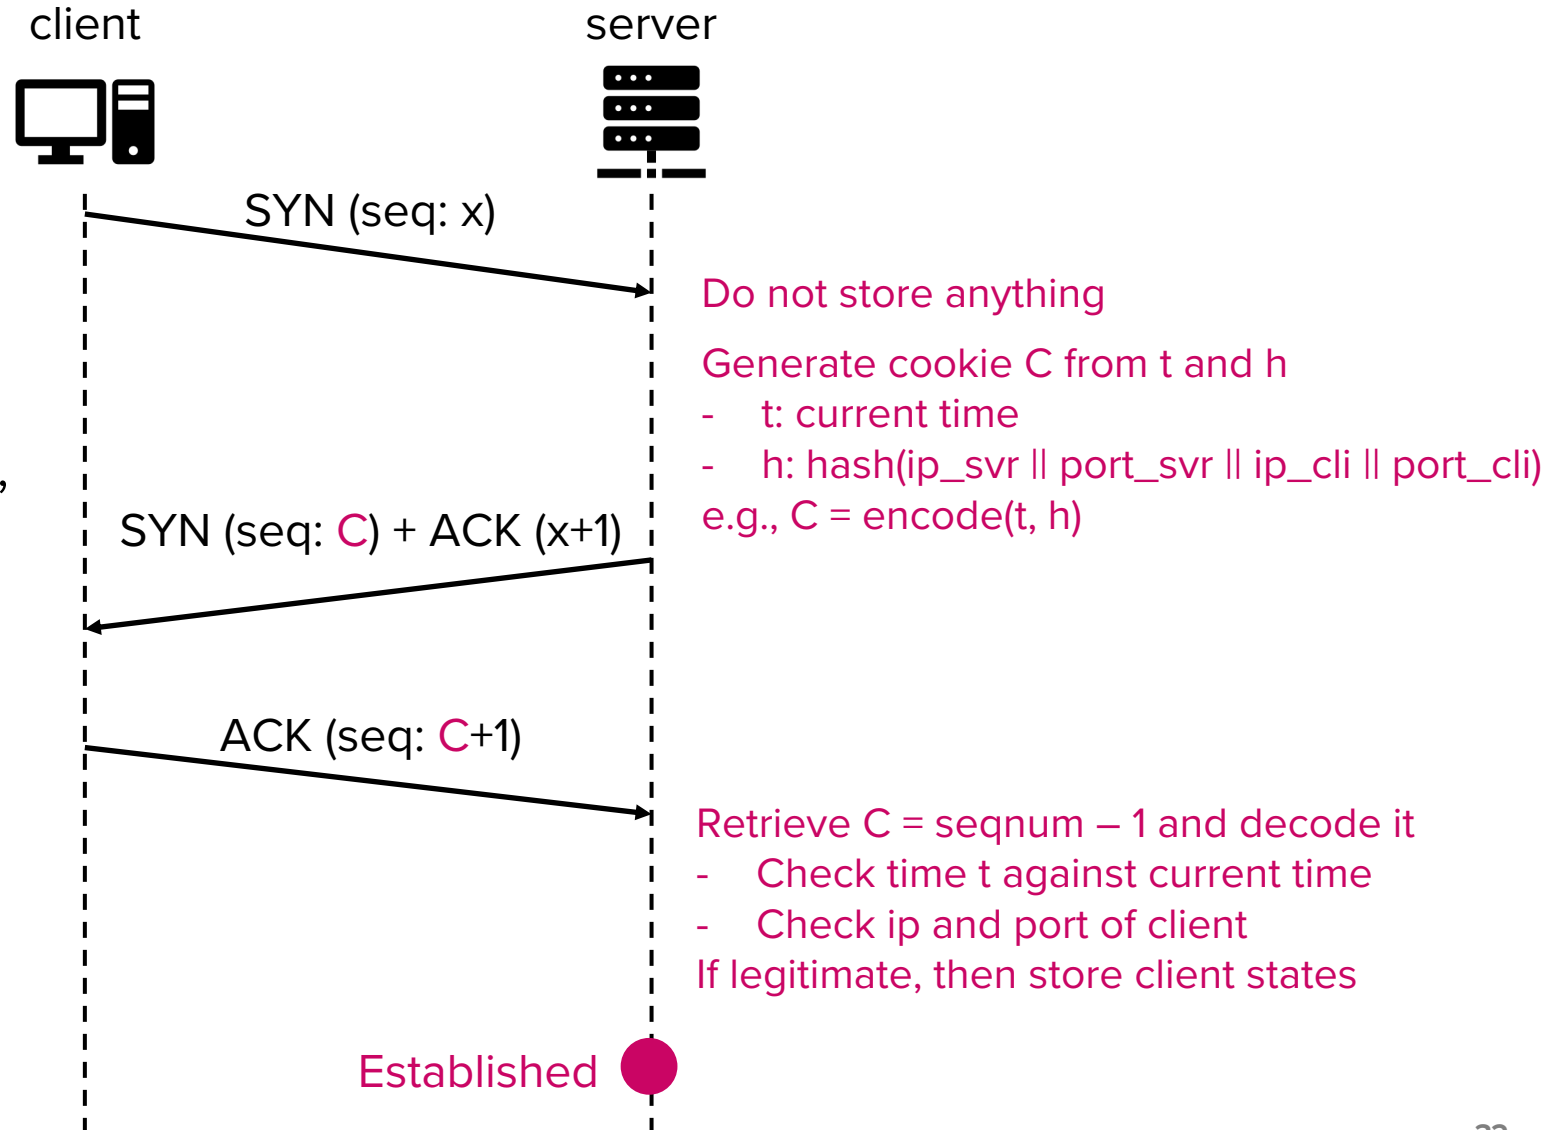 client
server
SYN (seq: x)
Do not store anything
Generate cookie C from t and h
- t: current time
- h: hash(ip_svr || port_svr || ip_cli || port_cli)
e.g., C = encode(t, h)
,
SYN (seq: C) + ACK (x+1)
ACK (seq: C+1)
Retrieve C = seqnum – 1 and decode it
- Check time t against current time
- Check ip and port of client
If legitimate, then store client states
Established